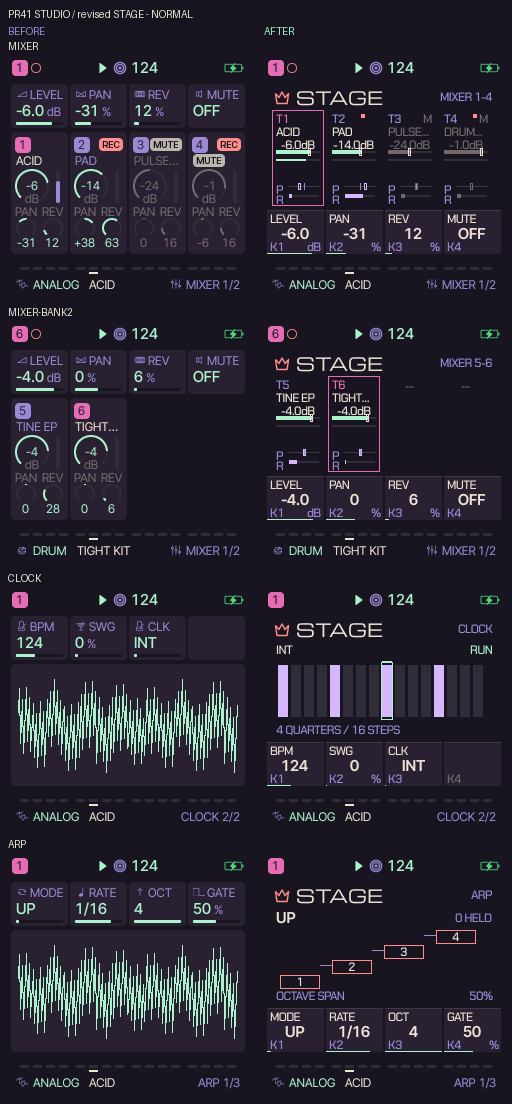 PR41 STUDIO / revised STAGE - NORMAL
BEFORE
AFTER
MIXER
1 124
LEVEL PAN REV MUTE
-6.0 dB -31 % 12 % OFF
1 2 REC 3 MUTE 4 REC
MUTE
ACID PAD PULSE...
-6 -14 -24 -1
dB dB dB dB
PAN REV PAN REV PAN REV PAN REV
-31 12 +38 63 0 16 -6 16
ANALOG ACID MIXER 1/2
1 124
STAGE MIXER 1-4
T1 T2 T3 M T4 M
ACID PAD PULSE... DRUM...
-6.0dB -14.0dB -24.0dB -1.0dB
P
R
LEVEL PAN REV MUTE
-6.0 -31 12 OFF
K1 dB K2 % K3 % K4
ANALOG ACID MIXER 1/2
MIXER-BANK2
6 124
LEVEL PAN REV MUTE
-4.0 dB 0 % 6 % OFF
5 6
TINE EP TIGHT...
-4 -4
dB dB
PAN REV PAN REV
0 28 0 6
DRUM TIGHT KIT MIXER 1/2
6 124
STAGE MIXER 5-6
T5 T6 -- --
TINE EP TIGHT...
-4.0dB -4.0dB
P
R
LEVEL PAN REV MUTE
-4.0 0 6 OFF
K1 dB K2 % K3 % K4
DRUM TIGHT KIT MIXER 1/2
CLOCK
1 124
BPM SWG CLK
124 0 % INT
ANALOG ACID CLOCK 2/2
1 124
STAGE CLOCK
INT RUN
4 QUARTERS / 16 STEPS
BPM SWG CLK
124 0 INT
K1 K2 % K3 K4
ANALOG ACID CLOCK 2/2
ARP
1 124
MODE RATE OCT GATE
UP 1/16 4 50 %
ANALOG ACID ARP 1/3
1 124
STAGE ARP
UP 0 HELD
4
3
2
1
OCTAVE SPAN 50%
MODE RATE OCT GATE
UP 1/16 4 50
K1 K2 K3 K4 %
ANALOG ACID ARP 1/3